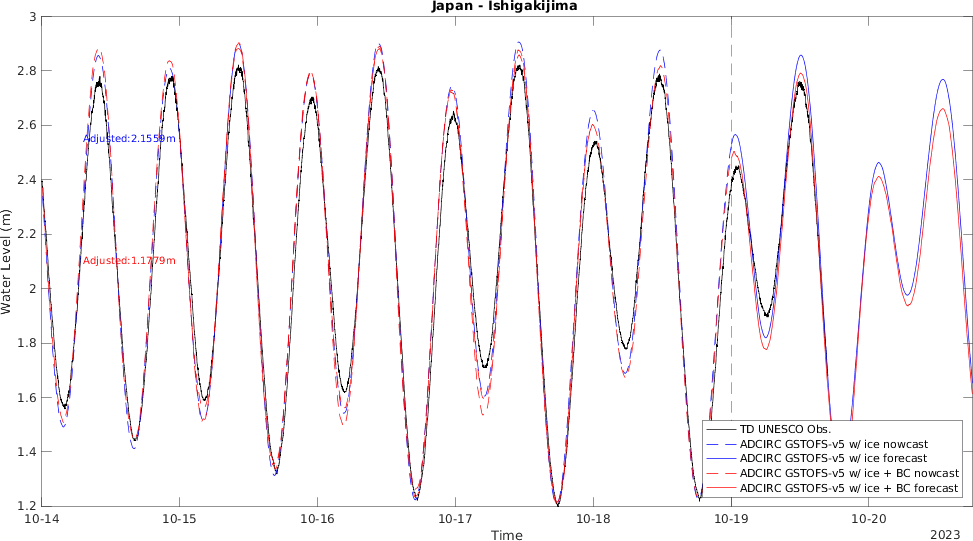 Japan - Ishigakijima
3
2.8
2.6
2.4
2.2
2
1.8
1.6
1.4
1.2
Water Level (m)
Adjusted:2.1559m
Adjusted:1.1779m
TD UNESCO Obs.
ADCIRC GSTOFS-v5 w/ ice nowcast
ADCIRC GSTOFS-v5 w/ ice forecast
ADCIRC GSTOFS-v5 w/ ice + BC nowcast
ADCIRC GSTOFS-v5 w/ ice + BC forecast
10-14 10-15 10-16 10-17 10-18 10-19 10-20
Time
2023